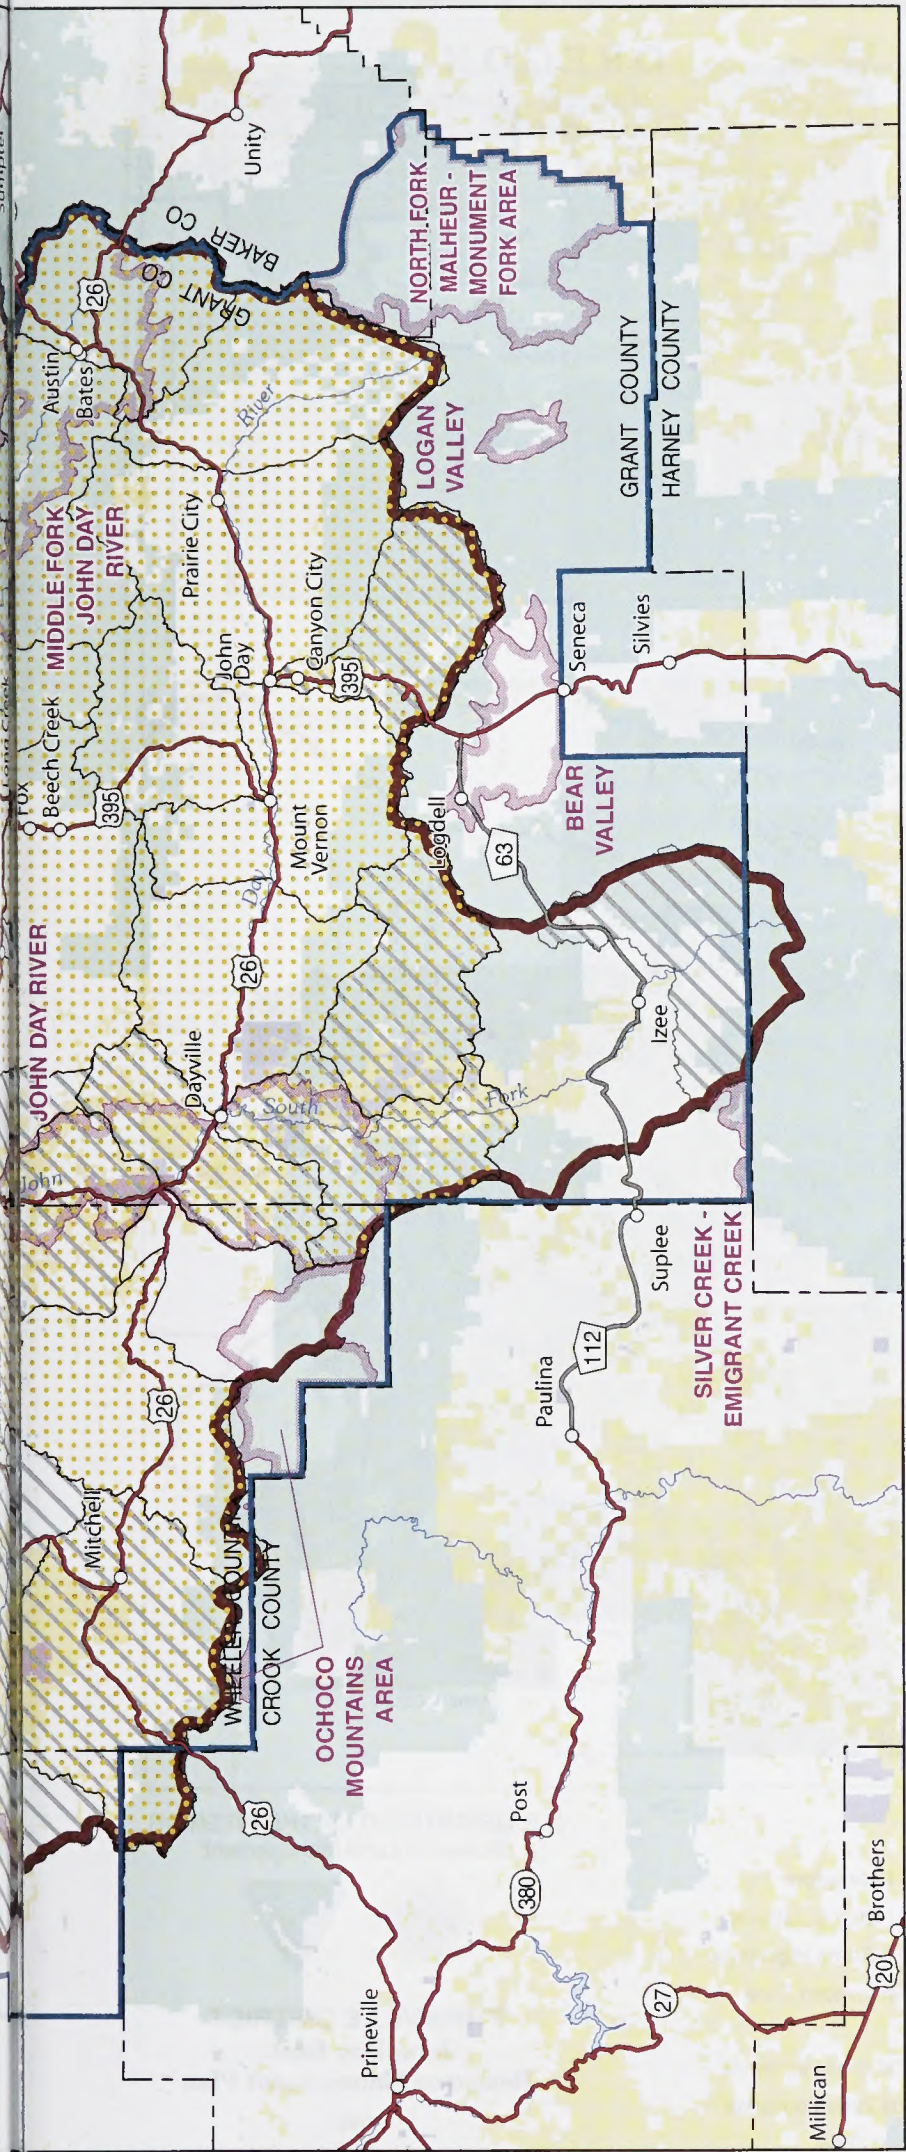 JOHN DAY RIVER
MIDDLE FORK
JOHN DAY
RIVER
Fox
Beech Creek
Austin
Bates
26
Unity
BAKER CO
GRANT CO
River
Prairie City
John
Day
Canyon City
395
395
Mount
Vernon
Day
26
Dayville
South
Fork
John
26
Mitchell
WHEELER COUNTY
CROOK COUNTY
OCHOCO
MOUNTAINS
AREA
26
Prineville
NORTH FORK
MALHEUR -
MONUMENT
FORK AREA
LOGAN
VALLEY
GRANT COUNTY
HARNEY COUNTY
Seneca
Silvies
BEAR
VALLEY
Logdell
63
Izee
Suplee
SILVER CREEK -
EMIGRANT CREEK
112
Paulina
Post
380
27
20
Brothers
Millican